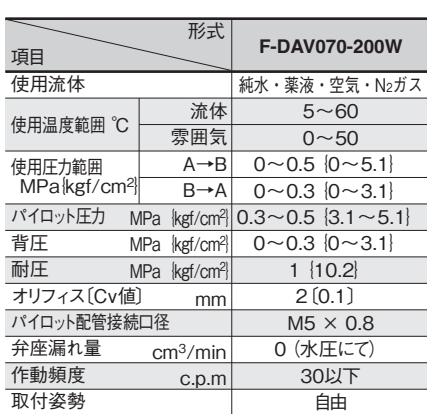 形式
項目
F-DAV070-200W
使用流体 純水・薬液・空気・N2ガス
使用温度範囲 ℃ 流体 5～60
雰囲気 0～50
使用圧力範囲 MPa{kgf/cm²} A→B 0～0.5 {0～5.1}
B→A 0～0.3 {0～3.1}
パイロット圧力 MPa {kgf/cm²} 0.3～0.5 {3.1～5.1}
背圧 MPa {kgf/cm²} 0～0.3 {0～3.1}
耐圧 MPa {kgf/cm²} 1 {10.2}
オリフィス〔Cv値〕 mm 2〔0.1〕
パイロット配管接続口径 M5 × 0.8
弁座漏れ量 cm³/min 0（水圧にて）
作動頻度 c.p.m 30以下
取付姿勢 自由